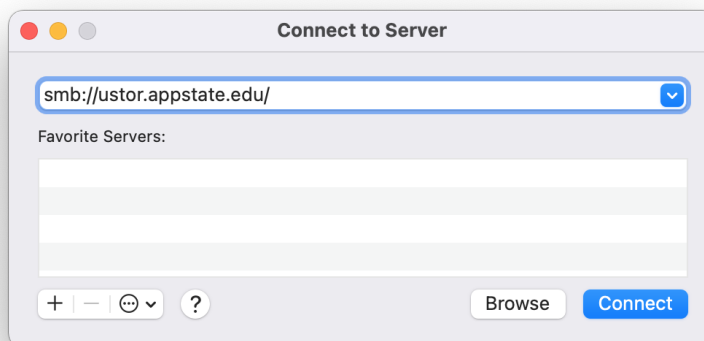 Connect to Server
smb://ustor.appstate.edu/
Favorite Servers:
+ − ?
Browse
Connect